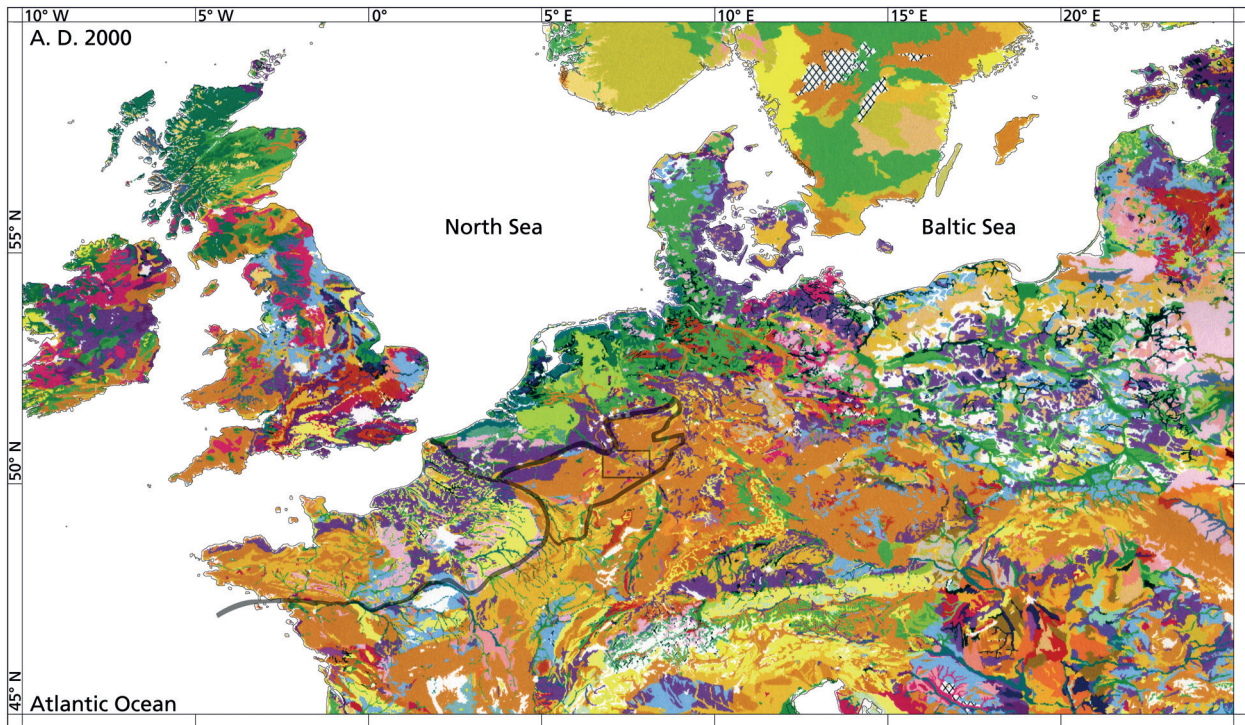 10° W 5° W 0° 5° E 10° E 15° E 20° E
A. D. 2000
55° N
North Sea
Baltic Sea
50° N
45° N
Atlantic Ocean